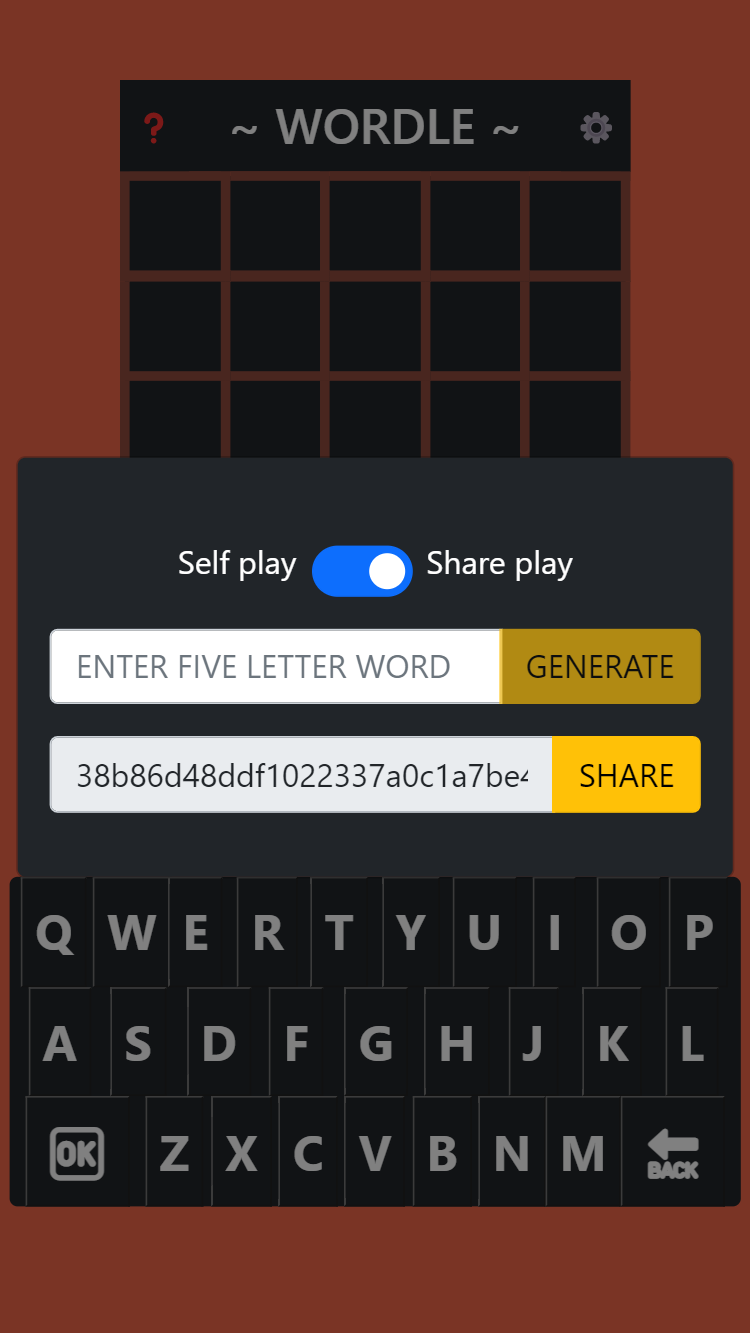 ? ~ WORDLE ~
Self play Share play
ENTER FIVE LETTER WORD GENERATE
38b86d48ddf1022337a0c1a7be4 SHARE
Q W E R T Y U I O P
A S D F G H J K L
OK Z X C V B N M BACK